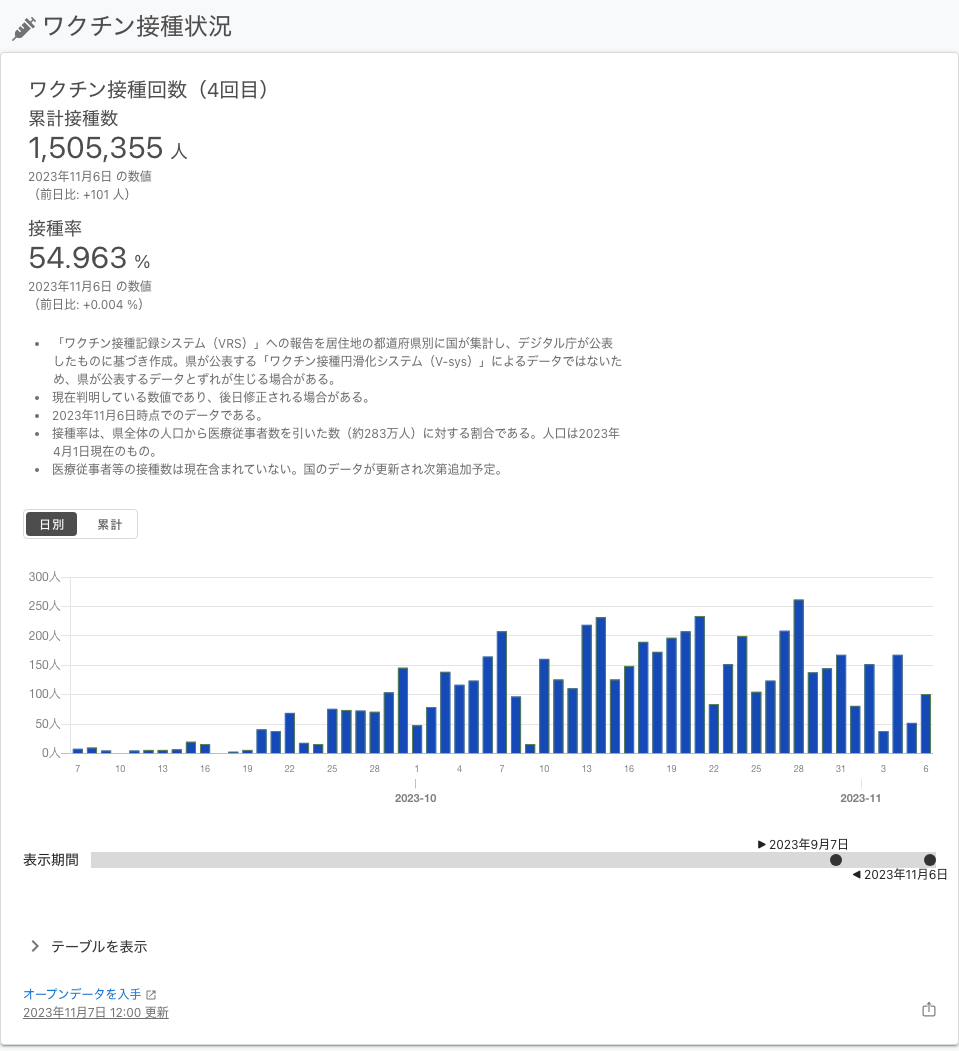 ワクチン接種状況
ワクチン接種回数（4回目）
累計接種数
1,505,355 人
2023年11月6日 の数値
（前日比: +101 人）
接種率
54.963 %
2023年11月6日 の数値
（前日比: +0.004 %）
• 「ワクチン接種記録システム（VRS）」への報告を居住地の都道府県別に国が集計し、デジタル庁が公表
したものに基づき作成。県が公表する「ワクチン接種円滑化システム（V-sys）」によるデータではないた
め、県が公表するデータとずれが生じる場合がある。
• 現在判明している数値であり、後日修正される場合がある。
• 2023年11月6日時点でのデータである。
• 接種率は、県全体の人口から医療従事者数を引いた数（約283万人）に対する割合である。人口は2023年
4月1日現在のもの。
• 医療従事者等の接種数は現在含まれていない。国のデータが更新され次第追加予定。
日別 累計
300人
250人
200人
150人
100人
50人
0人
7 10 13 16 19 22 25 28 1 4 7 10 13 16 19 22 25 28 31 3 6
2023-10 2023-11
▶ 2023年9月7日
表示期間
◀ 2023年11月6日
テーブルを表示
オープンデータを入手
2023年11月7日 12:00 更新